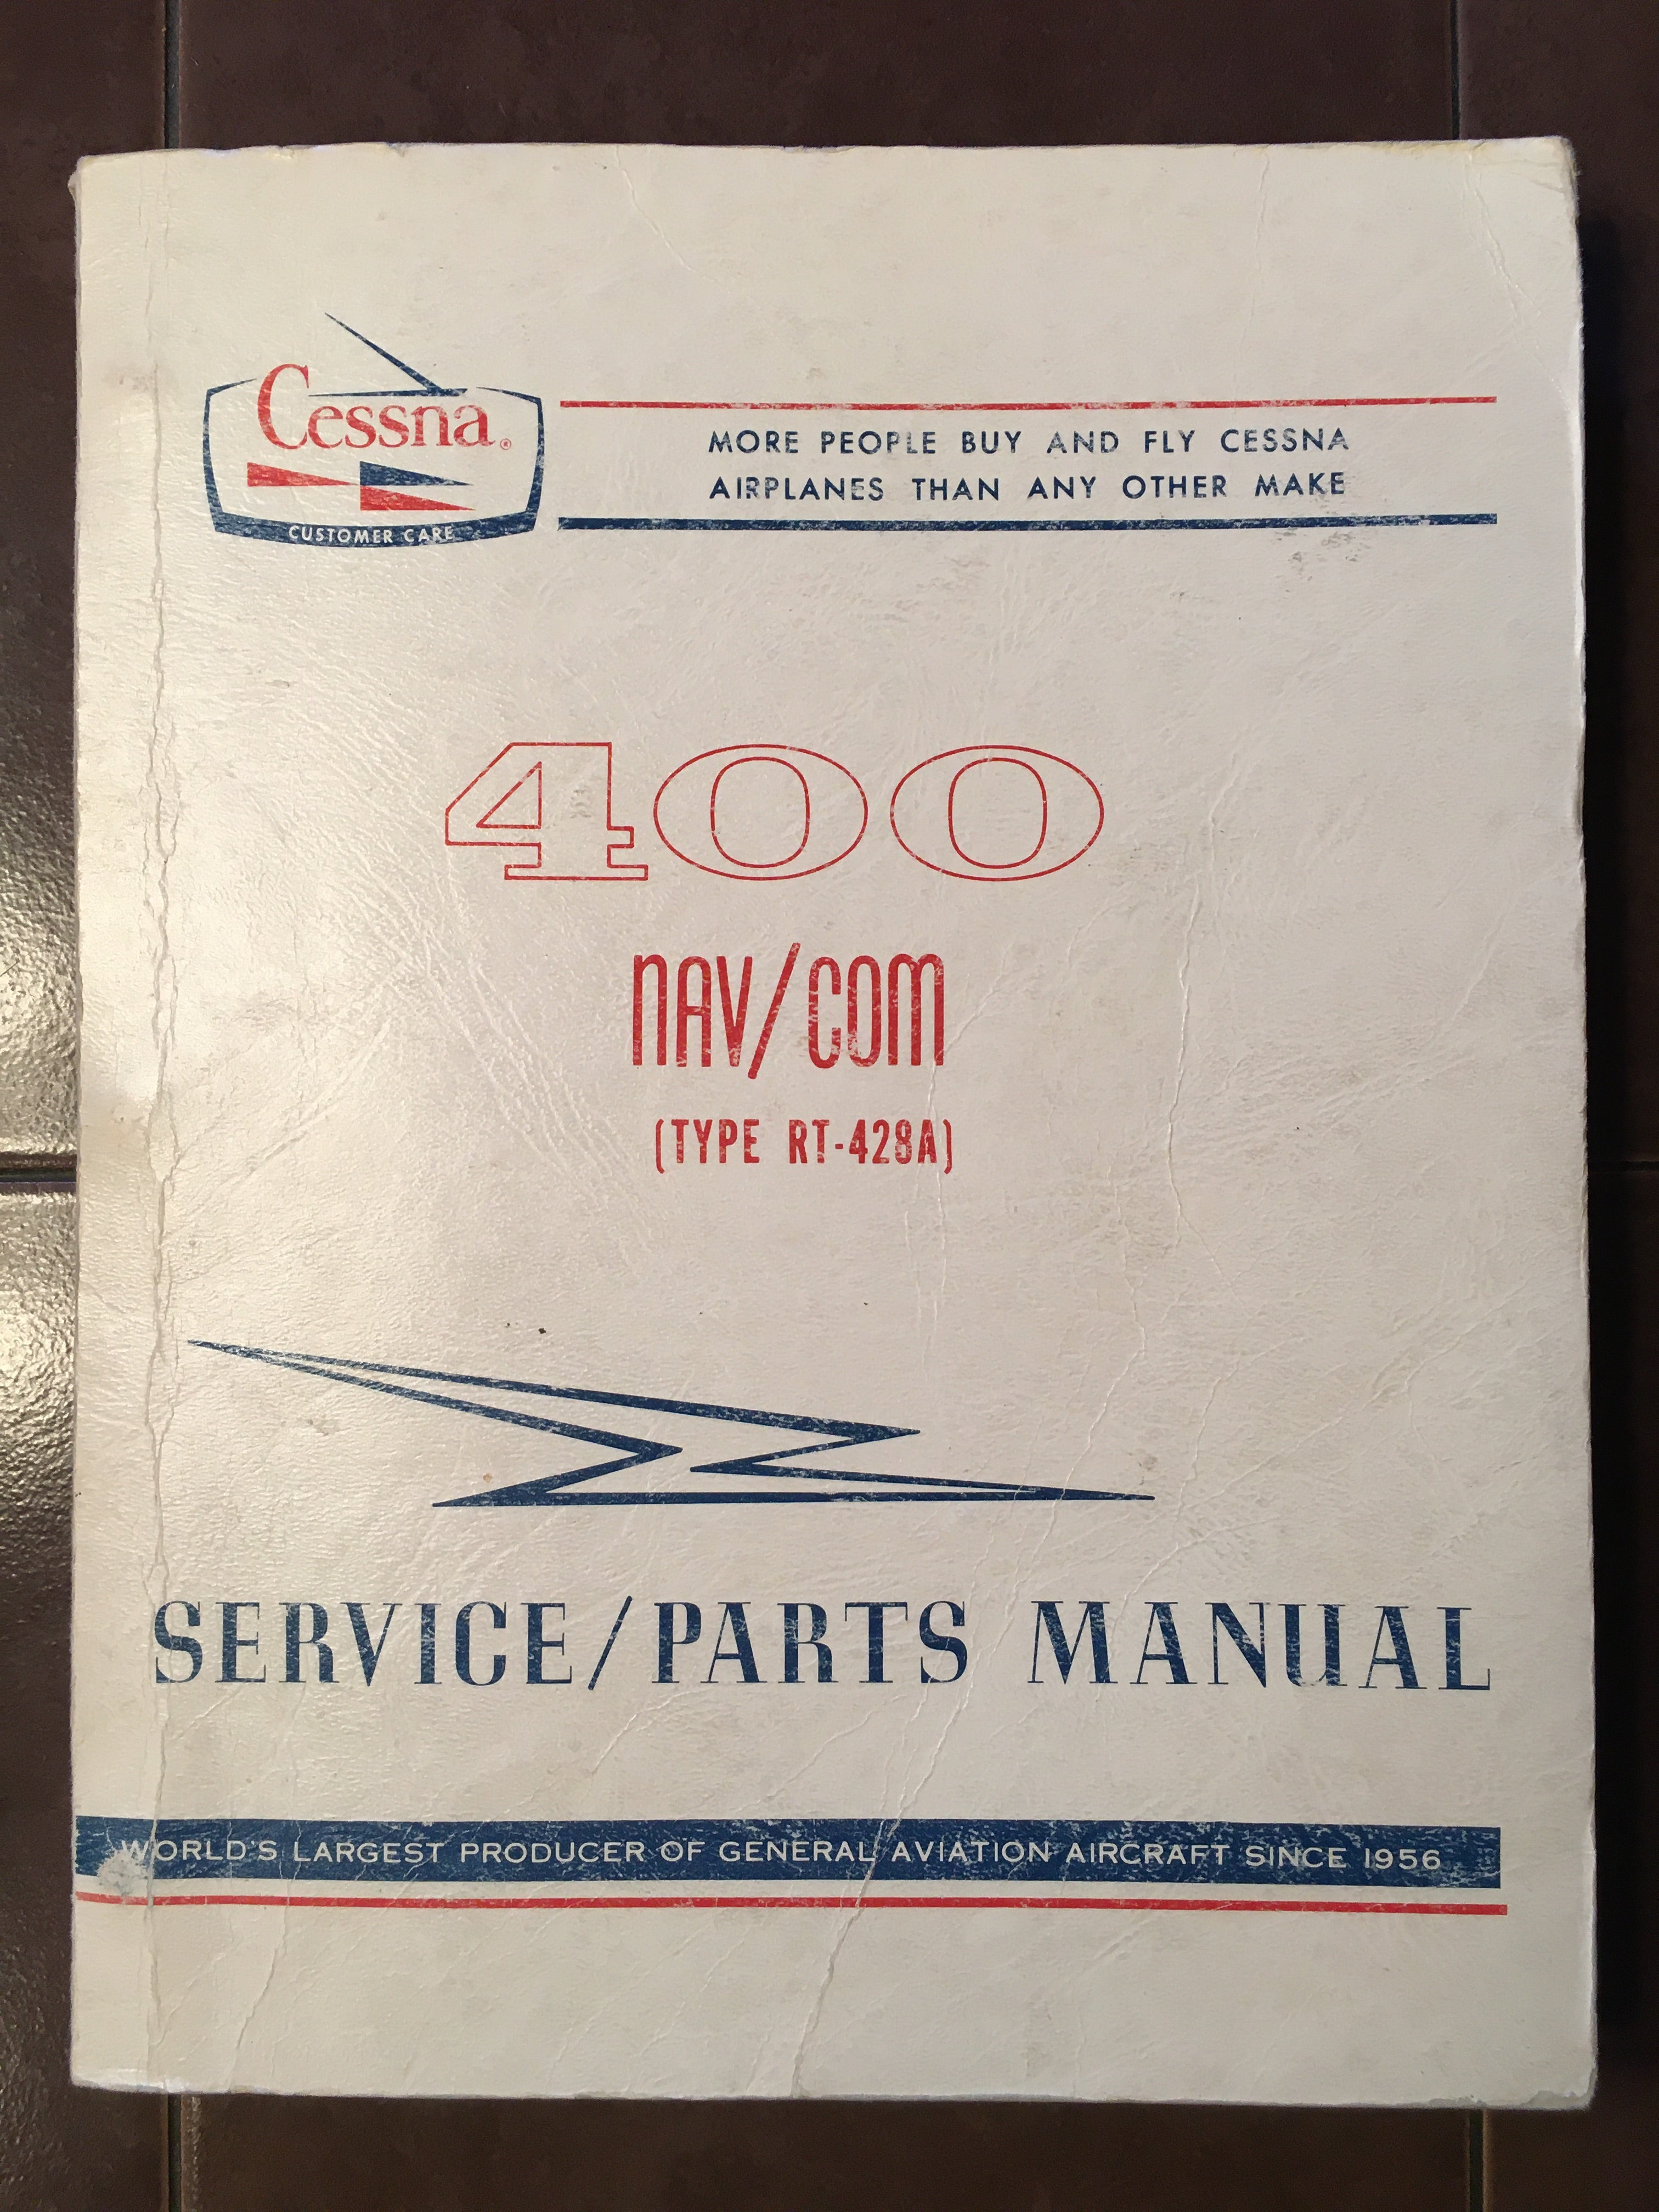 Cessna®
CUSTOMER CARE
MORE PEOPLE BUY AND FLY CESSNA
AIRPLANES THAN ANY OTHER MAKE
400
NAV/COM
(TYPE RT-428A)
SERVICE/PARTS MANUAL
WORLD'S LARGEST PRODUCER OF GENERAL AVIATION AIRCRAFT SINCE 1956